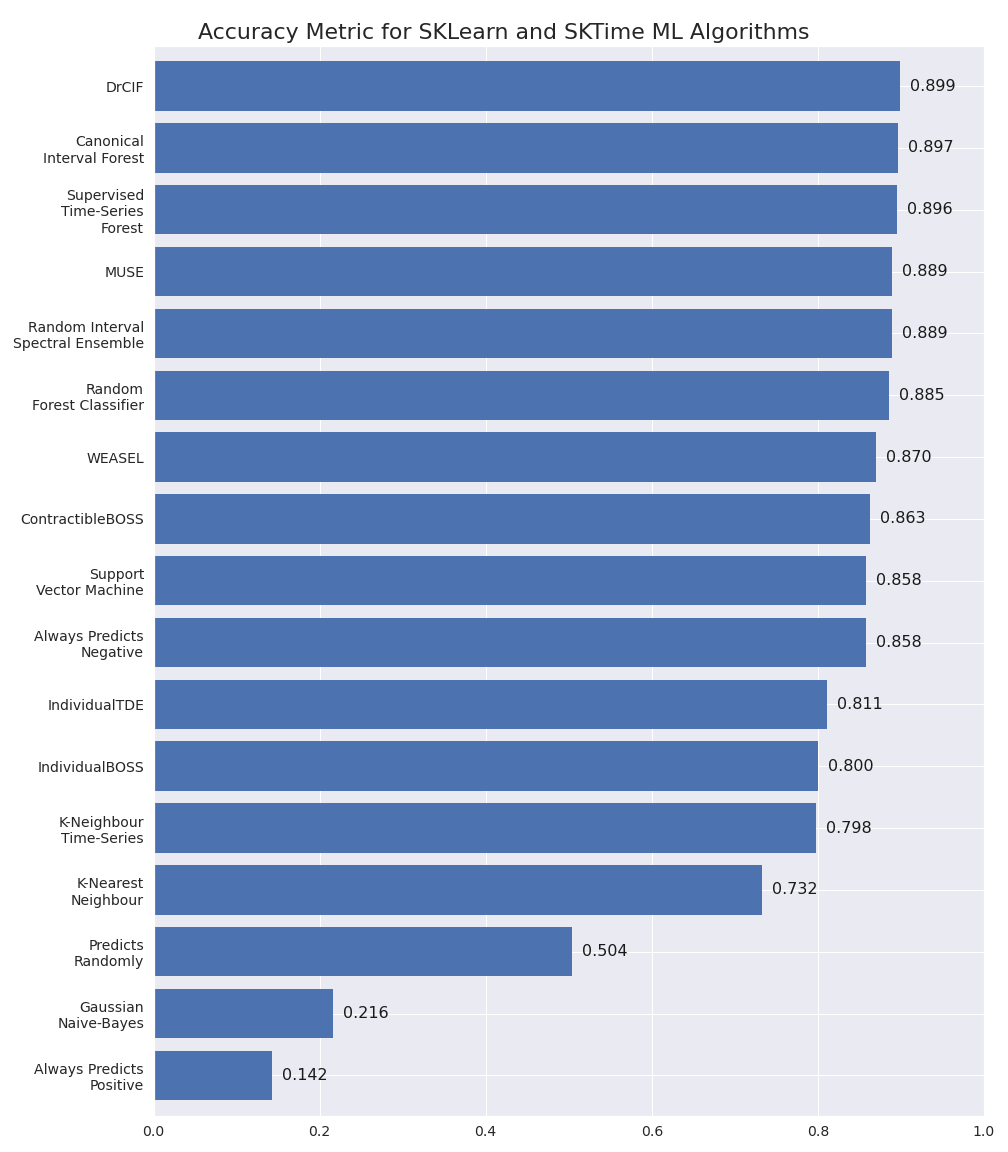 Accuracy Metric for SKLearn and SKTime ML Algorithms
DrCIF
0.899
Canonical
Interval Forest
0.897
Supervised
Time-Series
Forest
0.896
MUSE
0.889
Random Interval
Spectral Ensemble
0.889
Random
Forest Classifier
0.885
WEASEL
0.870
ContractibleBOSS
0.863
Support
Vector Machine
0.858
Always Predicts
Negative
0.858
IndividualTDE
0.811
IndividualBOSS
0.800
K-Neighbour
Time-Series
0.798
K-Nearest
Neighbour
0.732
Predicts
Randomly
0.504
Gaussian
Naive-Bayes
0.216
Always Predicts
Positive
0.142
0.0 0.2 0.4 0.6 0.8 1.0